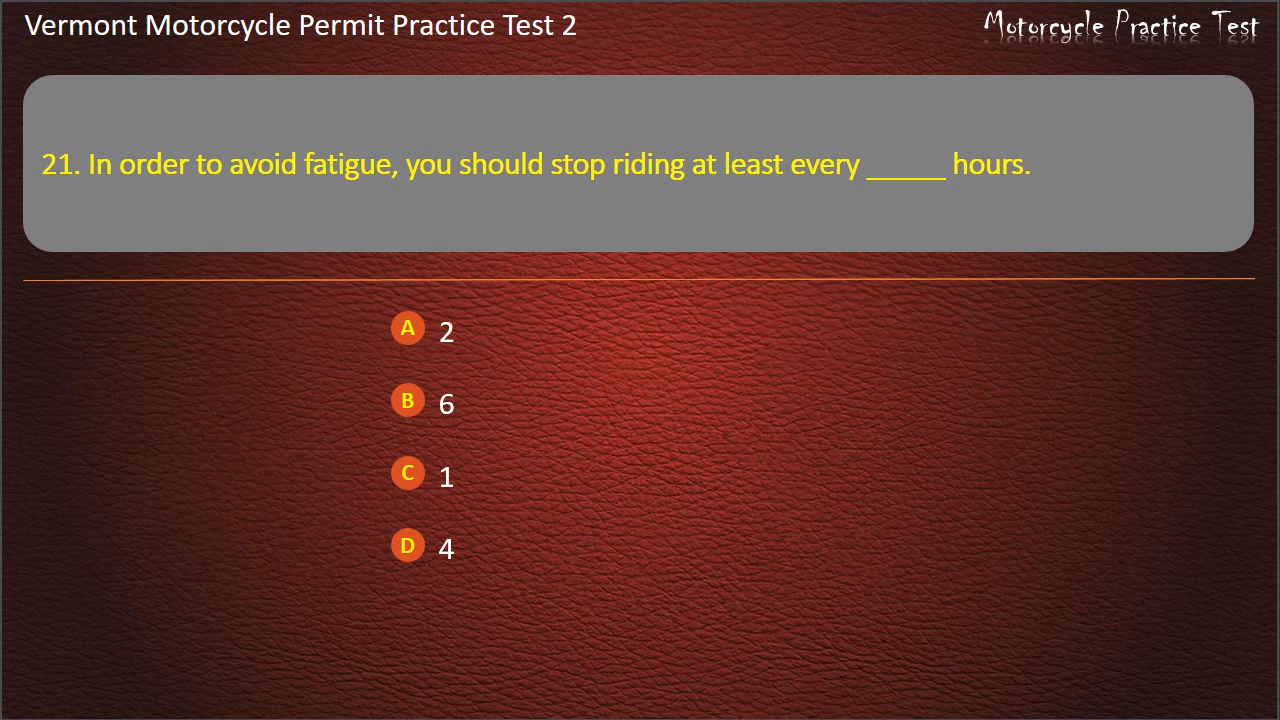 Vermont Motorcycle Permit Practice Test 2
Motorcycle Practice Test
21. In order to avoid fatigue, you should stop riding at least every _____ hours.
A 2
B 6
C 1
D 4